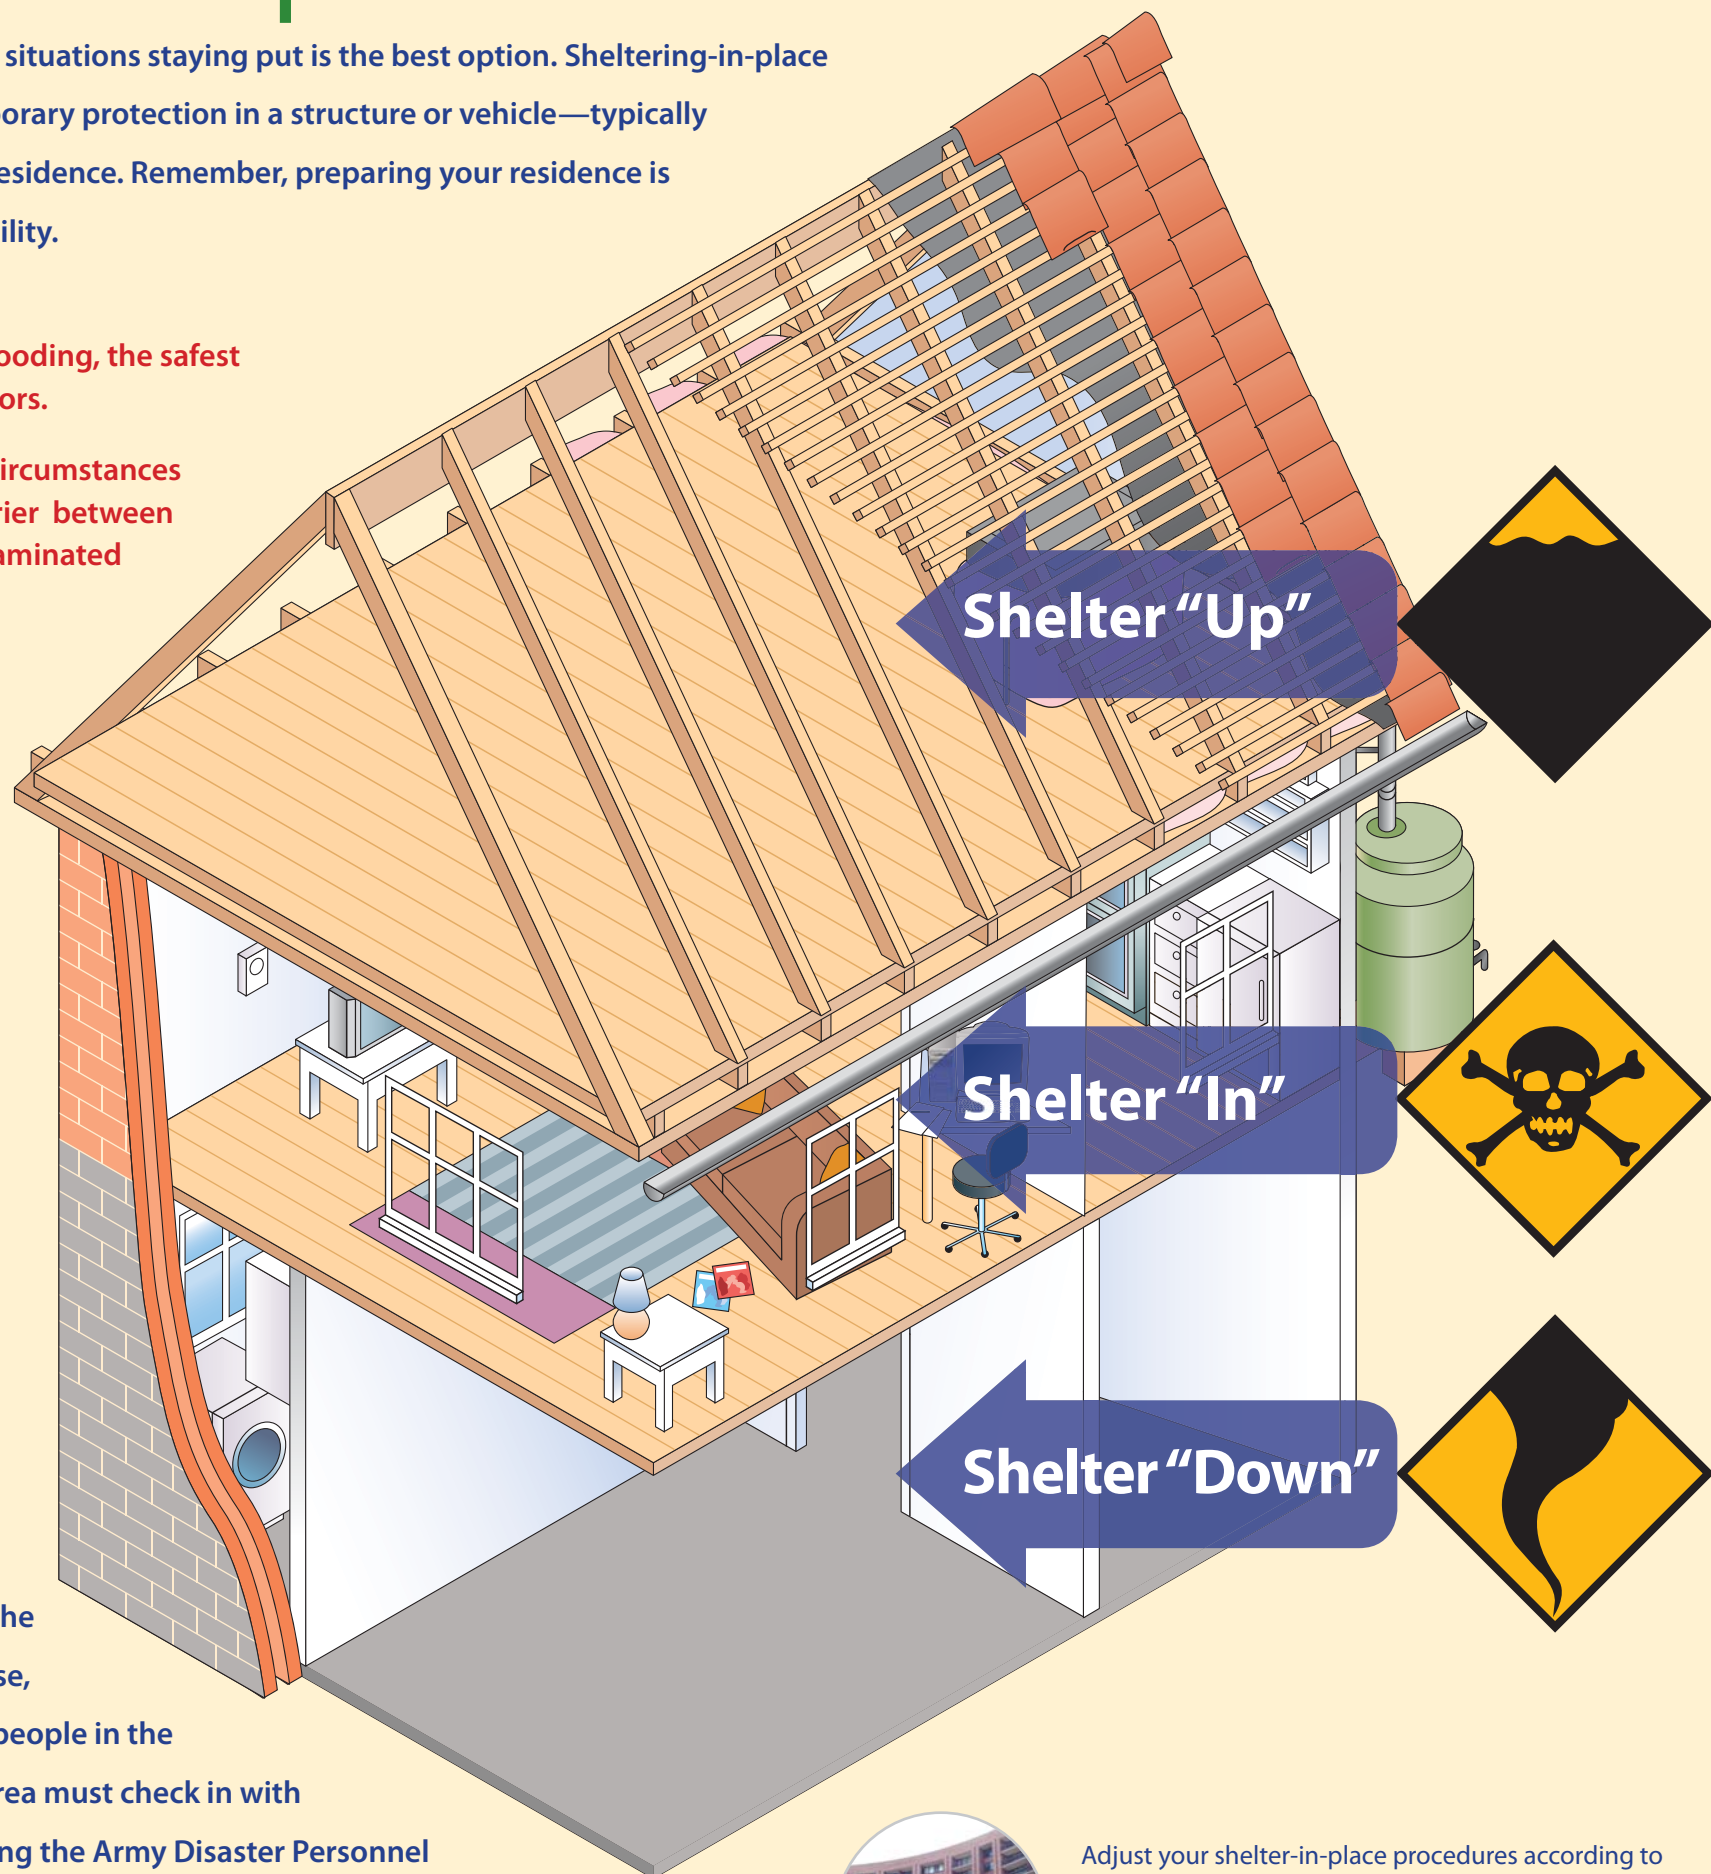 situations staying put is the best option. Sheltering-in-place
orary protection in a structure or vehicle—typically
esidence. Remember, preparing your residence is
ility.
ooding, the safest
ors.
ircumstances
rier between
aminated
Shelter “Up”
Shelter “In”
Shelter “Down”
he
se,
people in the
rea must check in with
ng the Army Disaster Personnel
Adjust your shelter-in-place procedures according to